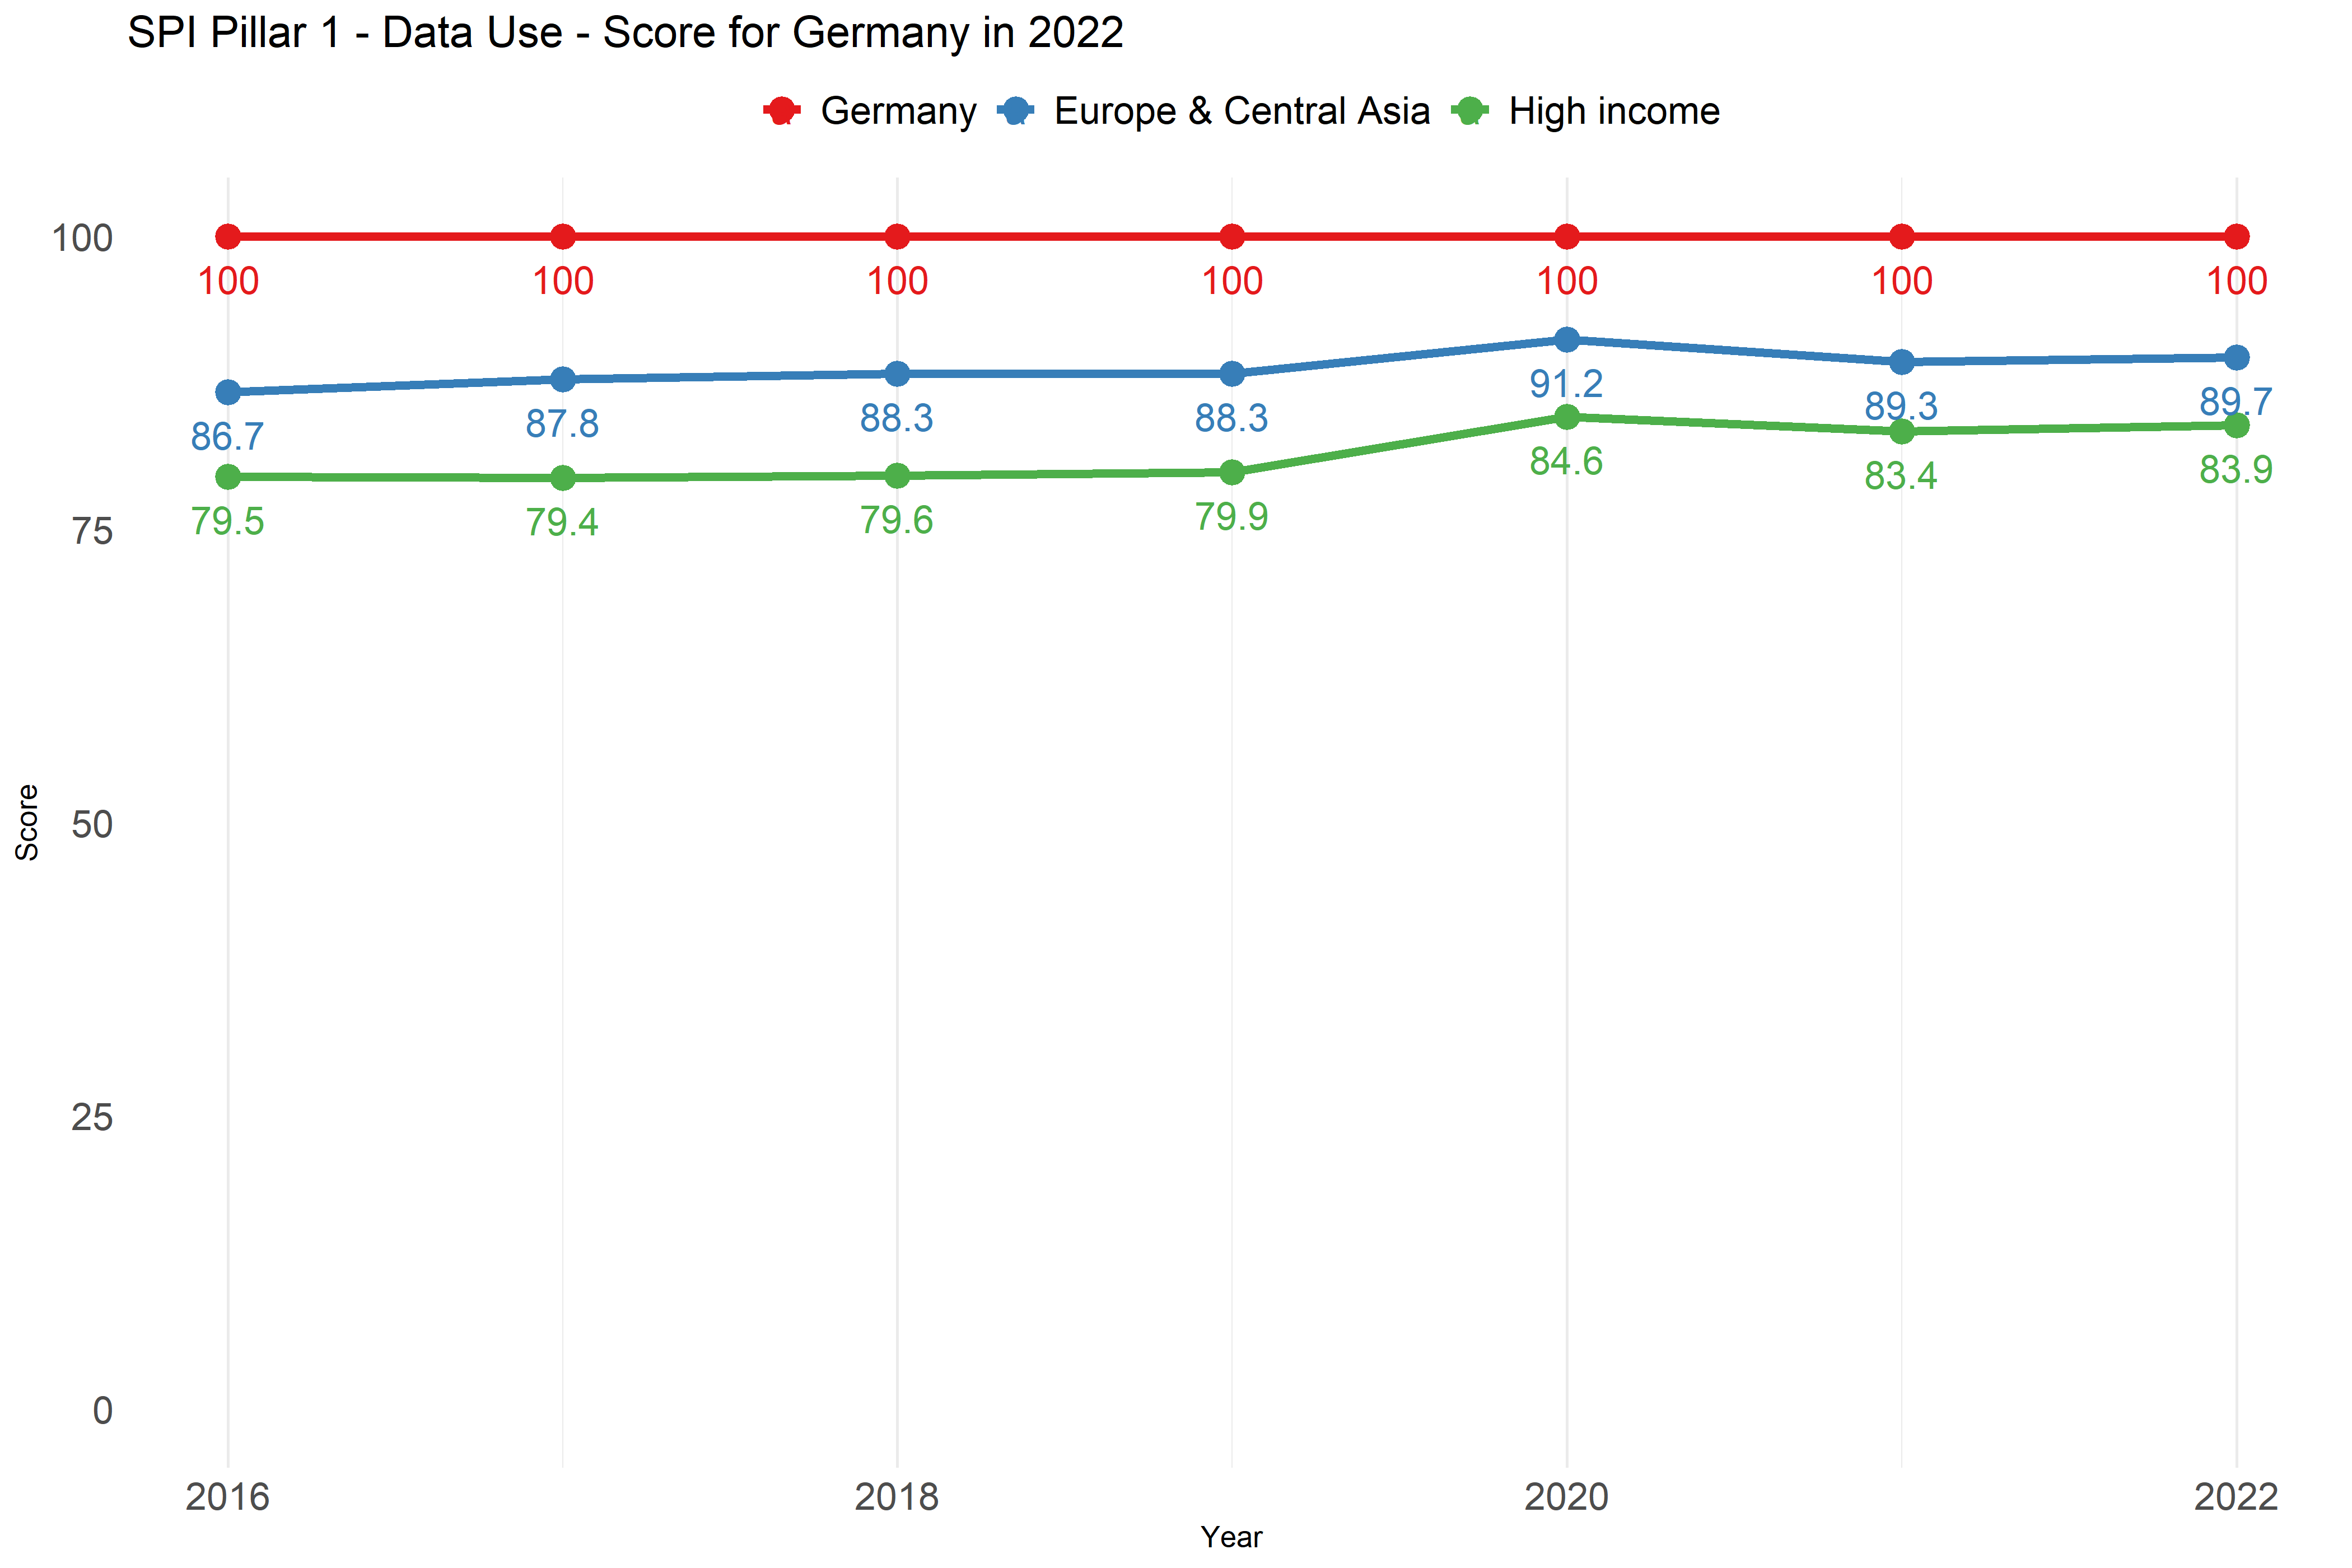 SPI Pillar 1 - Data Use - Score for Germany in 2022
Germany Europe & Central Asia High income
100
100 100 100 100 100 100 100
91.2
89.3 89.7
86.7 87.8 88.3 88.3
84.6 83.4 83.9
79.5 79.4 79.6 79.9
75
50
Score
25
0
2016 2018 2020 2022
Year